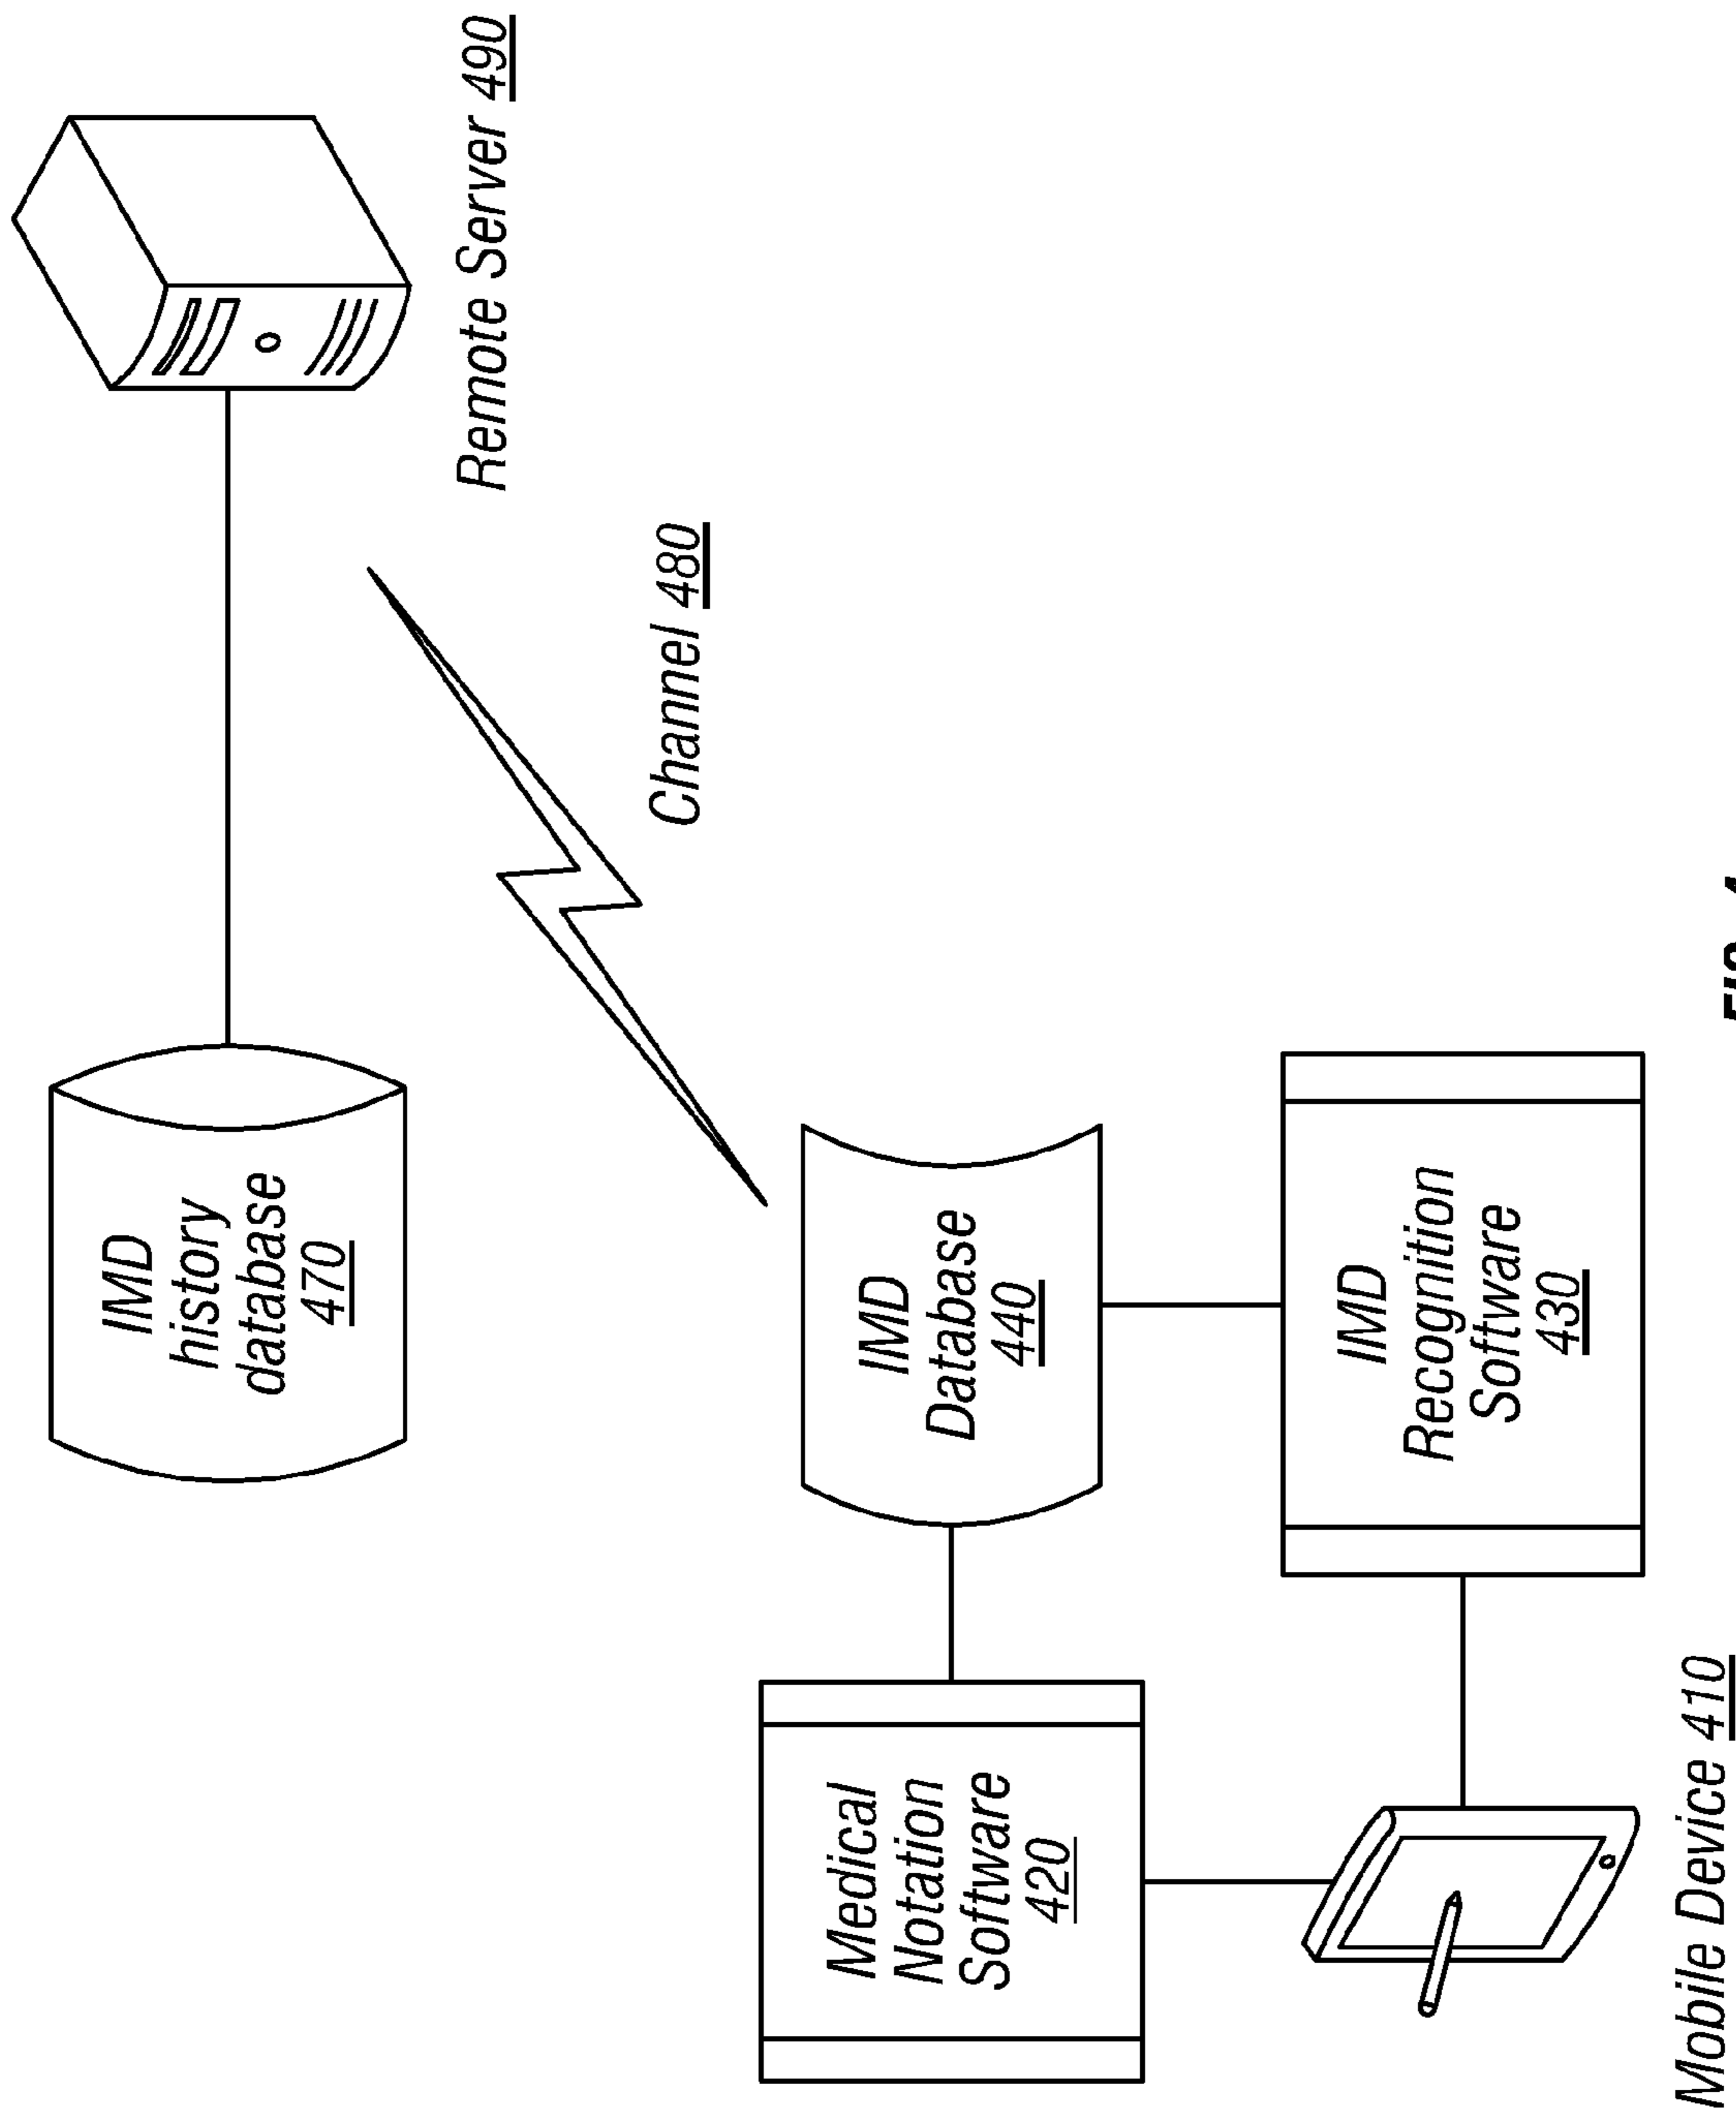 IMD
history
database
470
Remote Server 490
Channel 480
Medical
Notation
Software
420
IMD
Database
440
IMD
Recognition
Software
430
Mobile Device 410